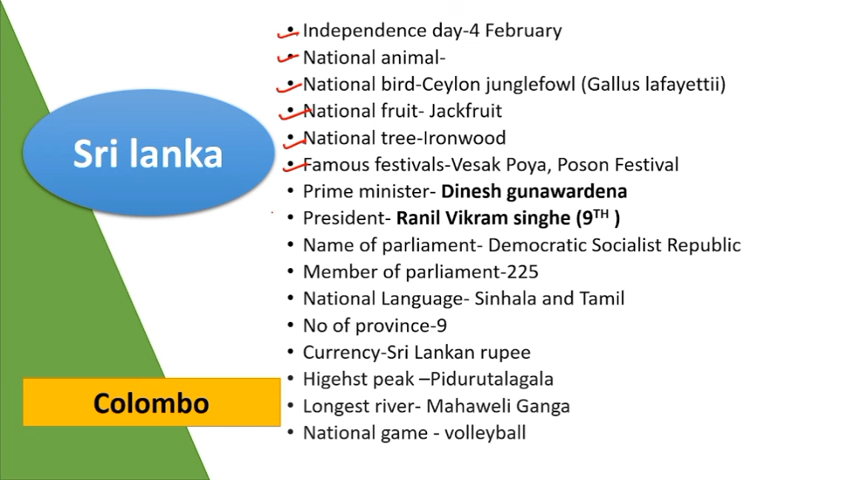 Sri lanka
Colombo
• Independence day-4 February
• National animal-
• National bird-Ceylon junglefowl (Gallus lafayettii)
• National fruit- Jackfruit
• National tree-Ironwood
• Famous festivals-Vesak Poya, Poson Festival
• Prime minister- Dinesh gunawardena
• President- Ranil Vikram singhe (9TH )
• Name of parliament- Democratic Socialist Republic
• Member of parliament-225
• National Language- Sinhala and Tamil
• No of province-9
• Currency-Sri Lankan rupee
• Higehst peak –Pidurutalagala
• Longest river- Mahaweli Ganga
• National game - volleyball